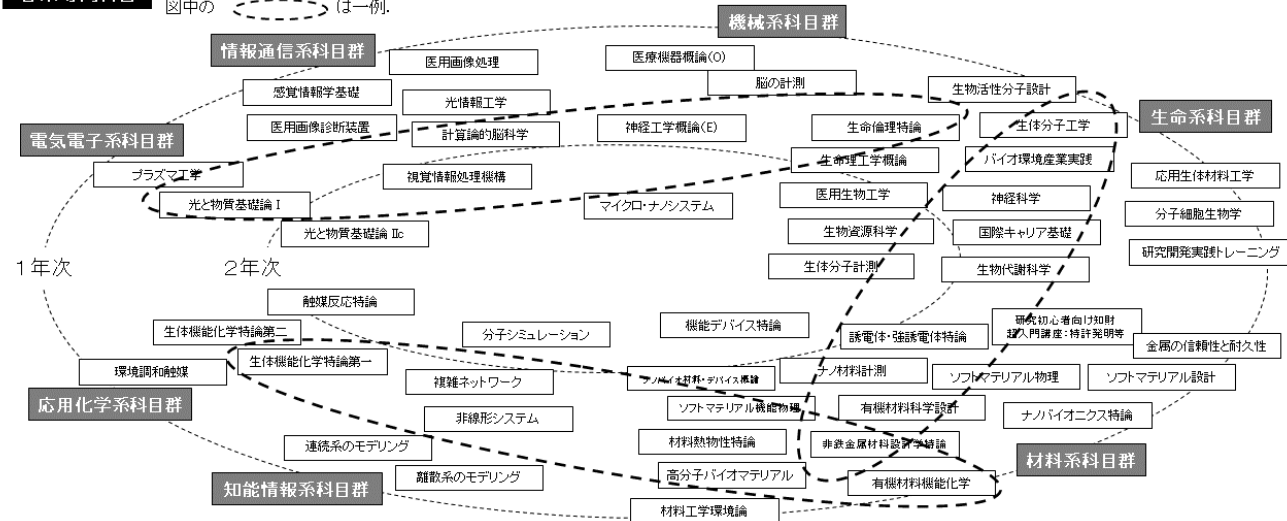 図中の
は一例.
機械系科目群
情報通信系科目群
医用画像処理
医療機器概論(O)
脳の計測
感覚情報学基礎
光情報工学
生物活性分子設計
電気電子系科目群
医用画像診断装置
計算論的脳科学
神経工学概論(E)
生命倫理特論
生体分子工学
生命系科目群
プラズマ工学
視覚情報処理機構
生命理工学概論
バイオ環境産業実践
応用生体材料工学
光と物質基礎論 I
マイクロ・ナノシステム
医用生物工学
神経科学
分子細胞生物学
光と物質基礎論 IIc
生物資源科学
国際キャリア基礎
研究開発実践トレーニング
1年次
2年次
生体分子計測
生物代謝科学
触媒反応特論
生体機能化学特論第二
分子シミュレーション
機能デバイス特論
誘電体・強誘電体特論
研究初心者向け知財
超入門講座：特許発明等
金属の信頼性と耐久性
環境調和触媒
生体機能化学特論第一
複雑ネットワーク
ナノバイオ材料・デバイス概論
ナノ材料計測
ソフトマテリアル物理
ソフトマテリアル設計
応用化学系科目群
非線形システム
ソフトマテリアル機能物理
有機材料科学設計
ナノバイオニクス特論
連続系のモデリング
材料熱物性特論
非鉄金属材料設計学特論
材料系科目群
知能情報系科目群
離散系のモデリング
高分子バイオマテリアル
有機材料機能化学
材料工学環境論